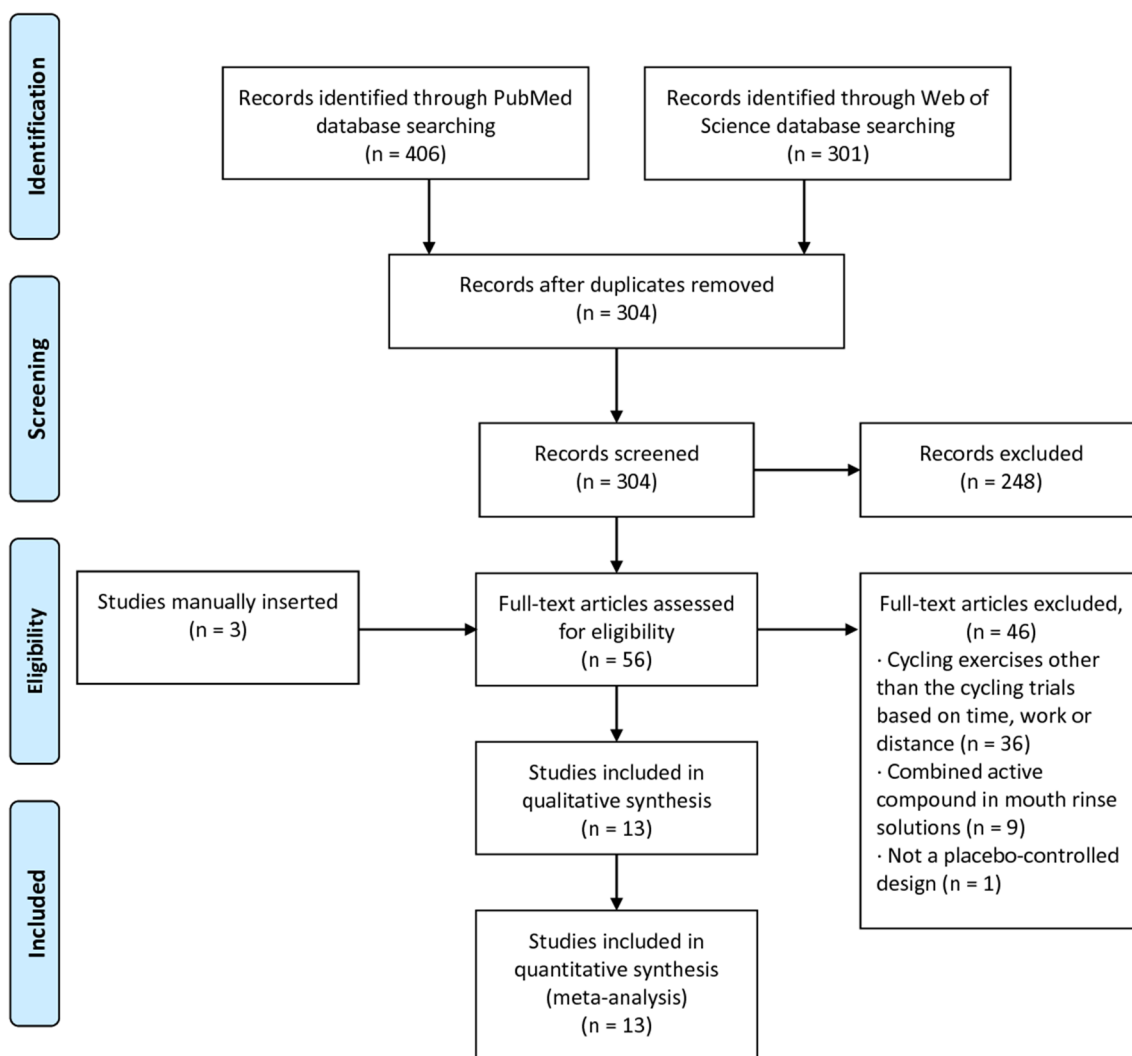 Identification
Records identified through PubMed
database searching
(n = 406)
Records identified through Web of
Science database searching
(n = 301)
Screening
Records after duplicates removed
(n = 304)
Records screened
(n = 304)
Records excluded
(n = 248)
Eligibility
Studies manually inserted
(n = 3)
Full-text articles assessed
for eligibility
(n = 56)
Full-text articles excluded,
(n = 46)
· Cycling exercises other
than the cycling trials
based on time, work or
distance (n = 36)
· Combined active
compound in mouth rinse
solutions (n = 9)
· Not a placebo-controlled
design (n = 1)
Studies included in
qualitative synthesis
(n = 13)
Included
Studies included in
quantitative synthesis
(meta-analysis)
(n = 13)